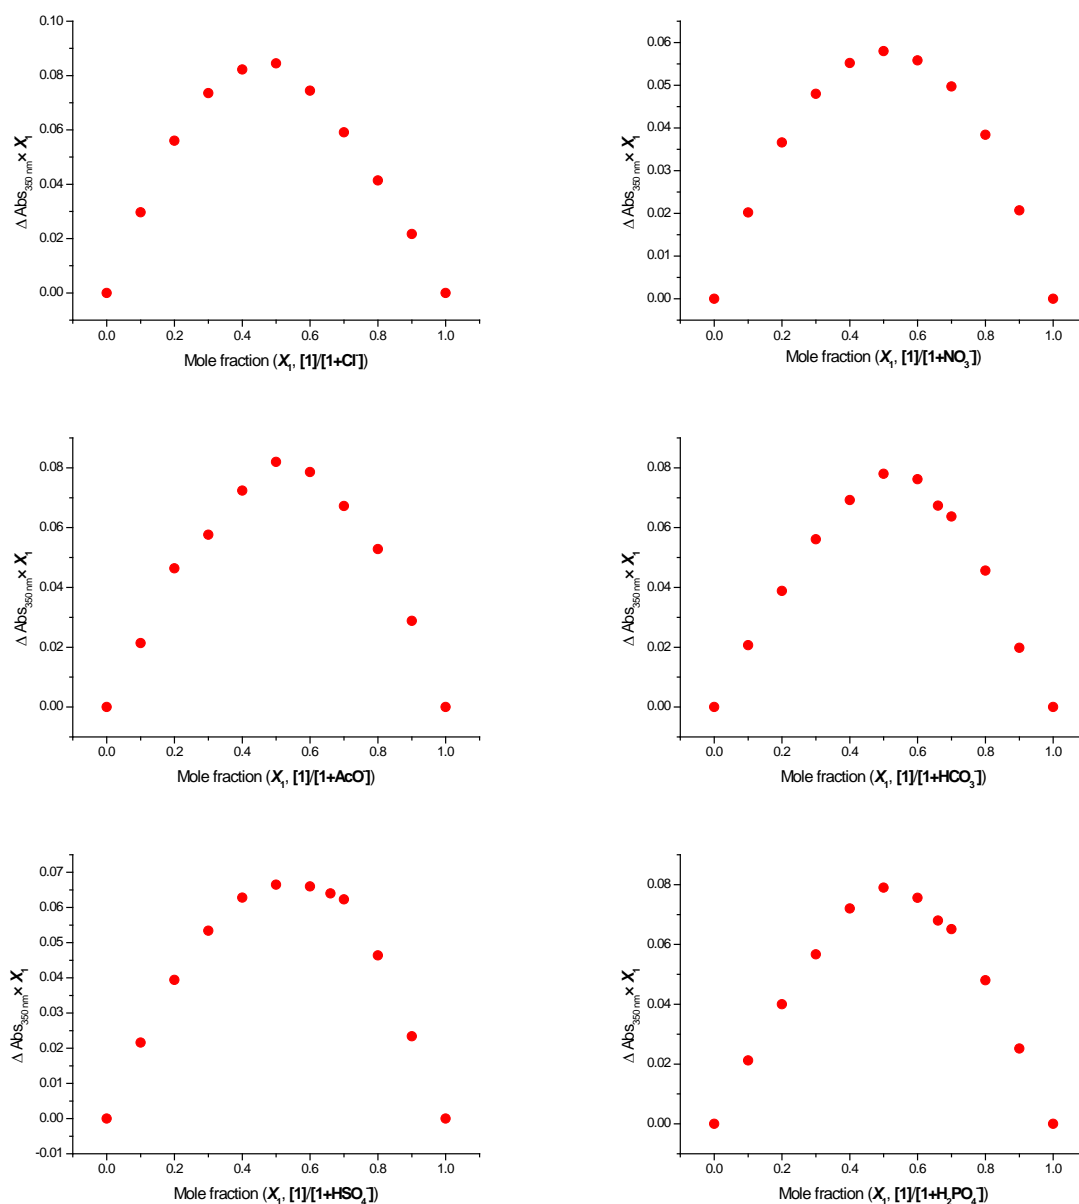 0.10
0.08
0.06
0.04
0.02
0.00
Δ Abs350 nm× X1
0.0 0.2 0.4 0.6 0.8 1.0
Mole fraction (X1, [1]/[1+Cl-])
0.06
0.05
0.04
0.03
0.02
0.01
0.00
Δ Abs350 nm× X1
0.0 0.2 0.4 0.6 0.8 1.0
Mole fraction (X1, [1]/[1+NO3-])
0.08
0.06
0.04
0.02
0.00
Δ Abs350 nm× X1
0.0 0.2 0.4 0.6 0.8 1.0
Mole fraction (X1, [1]/[1+AcO-])
0.08
0.06
0.04
0.02
0.00
Δ Abs350 nm× X1
0.0 0.2 0.4 0.6 0.8 1.0
Mole fraction (X1, [1]/[1+HCO3-])
0.07
0.06
0.05
0.04
0.03
0.02
0.01
0.00
-0.01
Δ Abs350 nm× X1
0.0 0.2 0.4 0.6 0.8 1.0
Mole fraction (X1, [1]/[1+HSO4-])
0.08
0.06
0.04
0.02
0.00
Δ Abs350 nm× X1
0.0 0.2 0.4 0.6 0.8 1.0
Mole fraction (X1, [1]/[1+H2PO4-])